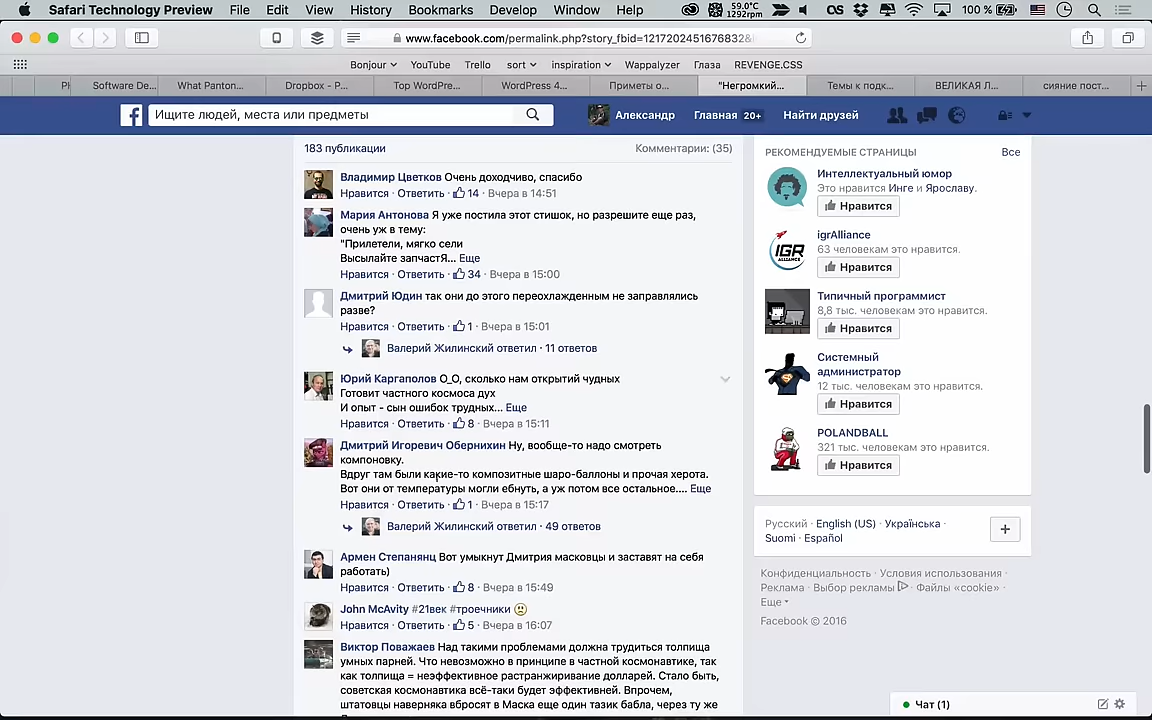 Safari Technology Preview File Edit View History Bookmarks Develop Window Help 59.0°C 1292rpm 100 %
www.facebook.com/permalink.php?story_fbid=1217202451676832&
Bonjour YouTube Trello sort inspiration Wappalyzer Глаза REVENGE.CSS
Software De... What Panton... Dropbox - P... Top WordPre... WordPress 4... Приметы о... "Негромкий... Темы к подк... ВЕЛИКАЯ Л... сияние пост...
Ищите людей, места или предметы Александр Главная 20+ Найти друзей
183 публикации Комментарии: (35)
Владимир Цветков Очень доходчиво, спасибо
Нравится · Ответить · 14 · Вчера в 14:51
Мария Антонова Я уже постила этот стишок, но разрешите еще раз,
очень уж в тему:
"Прилетели, мягко сели
Высылайте запчастЯ... Еще
Нравится · Ответить · 34 · Вчера в 15:00
Дмитрий Юдин так они до этого переохлажденным не заправлялись
разве?
Нравится · Ответить · 1 · Вчера в 15:01
Валерий Жилинский ответил · 11 ответов
Юрий Каргаполов О_О, сколько нам открытий чудных
Готовит частного космоса дух
И опыт - сын ошибок трудных... Еще
Нравится · Ответить · 8 · Вчера в 15:11
Дмитрий Игоревич Обернихин Ну, вообще-то надо смотреть
компоновку.
Вдруг там были какие-то композитные шаро-баллоны и прочая херота.
Вот они от температуры могли ебнуть, а уж потом все остальное.... Еще
Нравится · Ответить · 1 · Вчера в 15:17
Валерий Жилинский ответил · 49 ответов
Армен Степанянц Вот умыкнут Дмитрия масковцы и заставят на себя
работать)
Нравится · Ответить · 8 · Вчера в 15:49
John McAvity #21век #троечники
Нравится · Ответить · 5 · Вчера в 16:07
Виктор Поважаев Над такими проблемами должна трудиться толпища
умных парней. Что невозможно в принципе в частной космонавтике, так
как толпища = неэффективное растранжиривание долларей. Стало быть,
советская космонавтика всё-таки будет эффективней. Впрочем,
штатовцы наверняка вбросят в Маска еще один тазик бабла, через ту же
РЕКОМЕНДУЕМЫЕ СТРАНИЦЫ Все
Интеллектуальный юмор
Это нравится Инге и Ярославу.
Нравится
IGR
ALLIANCE
igrAlliance
63 человекам это нравится.
Нравится
Типичный программист
8,8 тыс. человекам это нравится.
Нравится
Системный
администратор
12 тыс. человекам это нравится.
Нравится
POLANDBALL
321 тыс. человекам это нравится.
Нравится
Русский · English (US) · Українська ·
Suomi · Español
Конфиденциальность · Условия использования ·
Реклама · Выбор рекламы · Файлы «cookie» ·
Еще
Facebook © 2016
Чат (1)